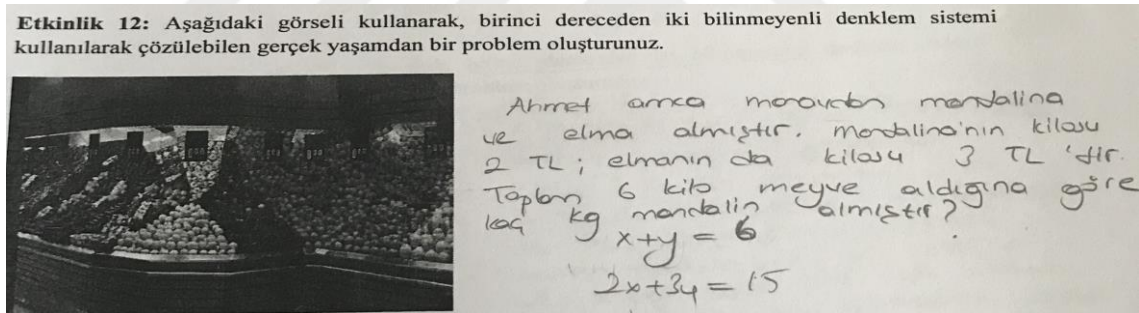 Etkinlik 12: Aşağıdaki görseli kullanarak, birinci dereceden iki bilinmeyenli denklem sistemi
kullanılarak çözülebilen gerçek yaşamdan bir problem oluşturunuz.
Ahmet amca manavdan mandalina
ve elma almıştır. Mandalina'nın kilosu
2 TL; elmanın da kilosu 3 TL'dir.
Toplam 6 kilo meyve aldığına göre
kaç kg mandalin almıştır?
x+y = 6
2x+3y = 15